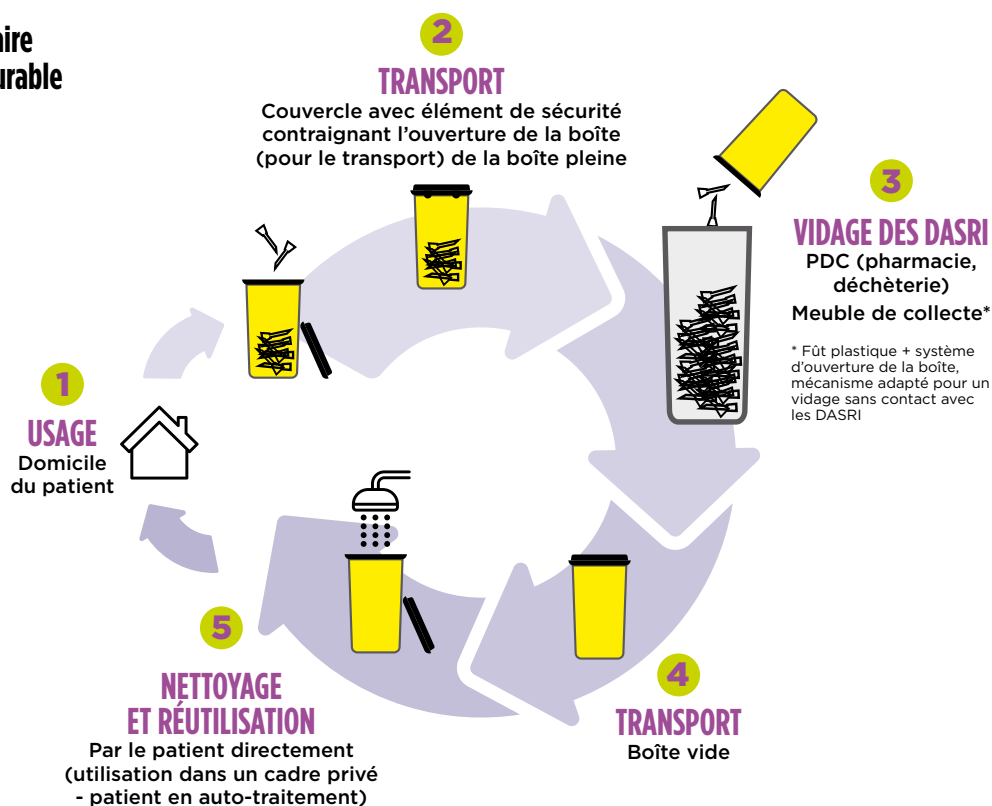 urable
2
TRANSPORT
Couvercle avec élément de sécurité
contraignant l'ouverture de la boîte
(pour le transport) de la boîte pleine
3
VIDAGE DES DASRI
PDC (pharmacie,
déchèterie)
Meuble de collecte*
* Fût plastique + système
d'ouverture de la boîte,
mécanisme adapté pour un
vidage sans contact avec
les DASRI
1
USAGE
Domicile
du patient
5
NETTOYAGE
ET RÉUTILISATION
Par le patient directement
(utilisation dans un cadre privé
- patient en auto-traitement)
4
TRANSPORT
Boîte vide